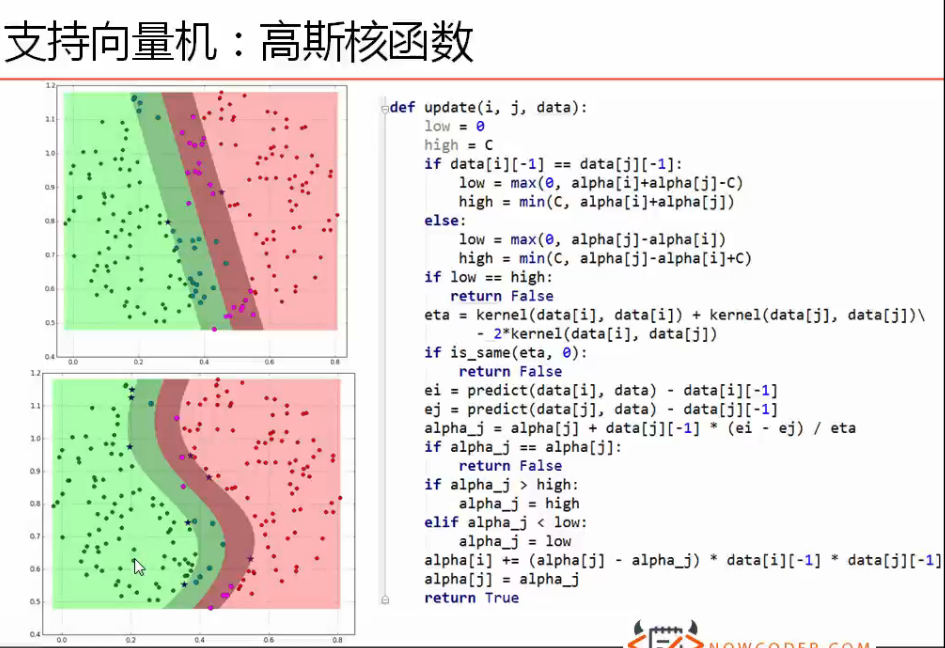 支持向量机：高斯核函数
1.2
1.1
1.0
0.9
0.8
0.7
0.6
0.5
0.4
0.0 0.2 0.4 0.6 0.8
1.2
1.1
1.0
0.9
0.8
0.7
0.6
0.5
0.4
0.0 0.2 0.4 0.6 0.8
def update(i, j, data):
    low = 0
    high = C
    if data[i][-1] == data[j][-1]:
        low = max(0, alpha[i]+alpha[j]-C)
        high = min(C, alpha[i]+alpha[j])
    else:
        low = max(0, alpha[j]-alpha[i])
        high = min(C, alpha[j]-alpha[i]+C)
    if low == high:
        return False
    eta = kernel(data[i], data[i]) + kernel(data[j], data[j])\
          - 2*kernel(data[i], data[j])
    if is_same(eta, 0):
        return False
    ei = predict(data[i], data) - data[i][-1]
    ej = predict(data[j], data) - data[j][-1]
    alpha_j = alpha[j] + data[j][-1] * (ei - ej) / eta
    if alpha_j == alpha[j]:
        return False
    if alpha_j > high:
        alpha_j = high
    elif alpha_j < low:
        alpha_j = low
    alpha[i] += (alpha[j] - alpha_j) * data[i][-1] * data[j][-1]
    alpha[j] = alpha_j
    return True
NOWCODER.COM